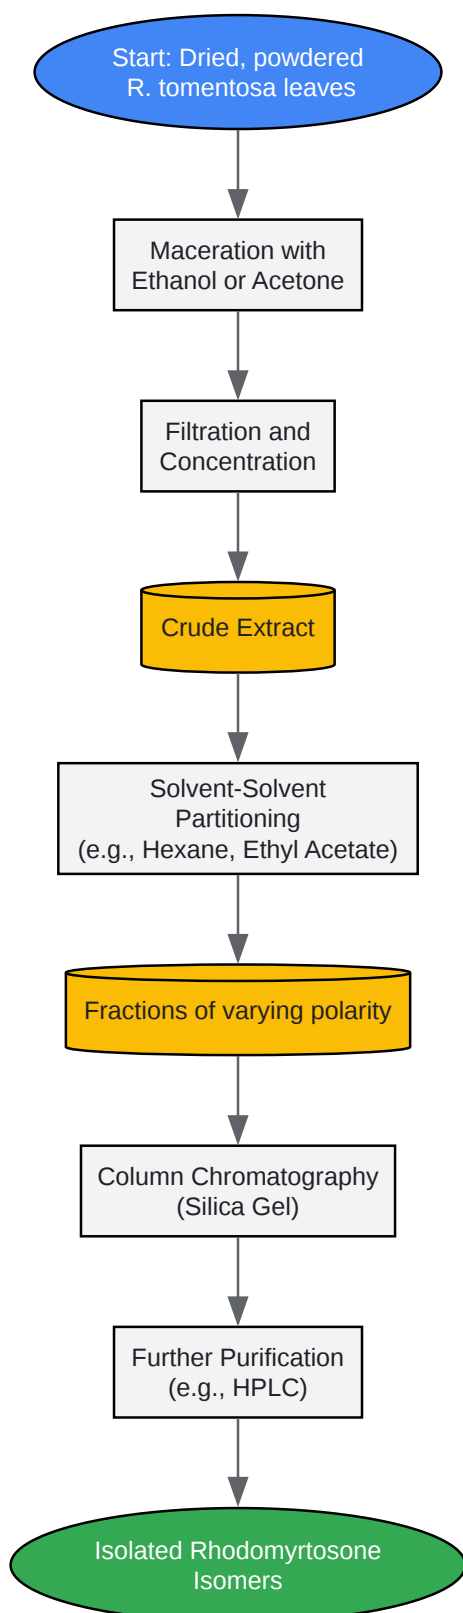 Start: Dried, powdered
R. tomentosa leaves
Maceration with
Ethanol or Acetone
Filtration and
Concentration
Crude Extract
Solvent-Solvent
Partitioning
(e.g., Hexane, Ethyl Acetate)
Fractions of varying polarity
Column Chromatography
(Silica Gel)
Further Purification
(e.g., HPLC)
Isolated Rhodomyrtosone
Isomers